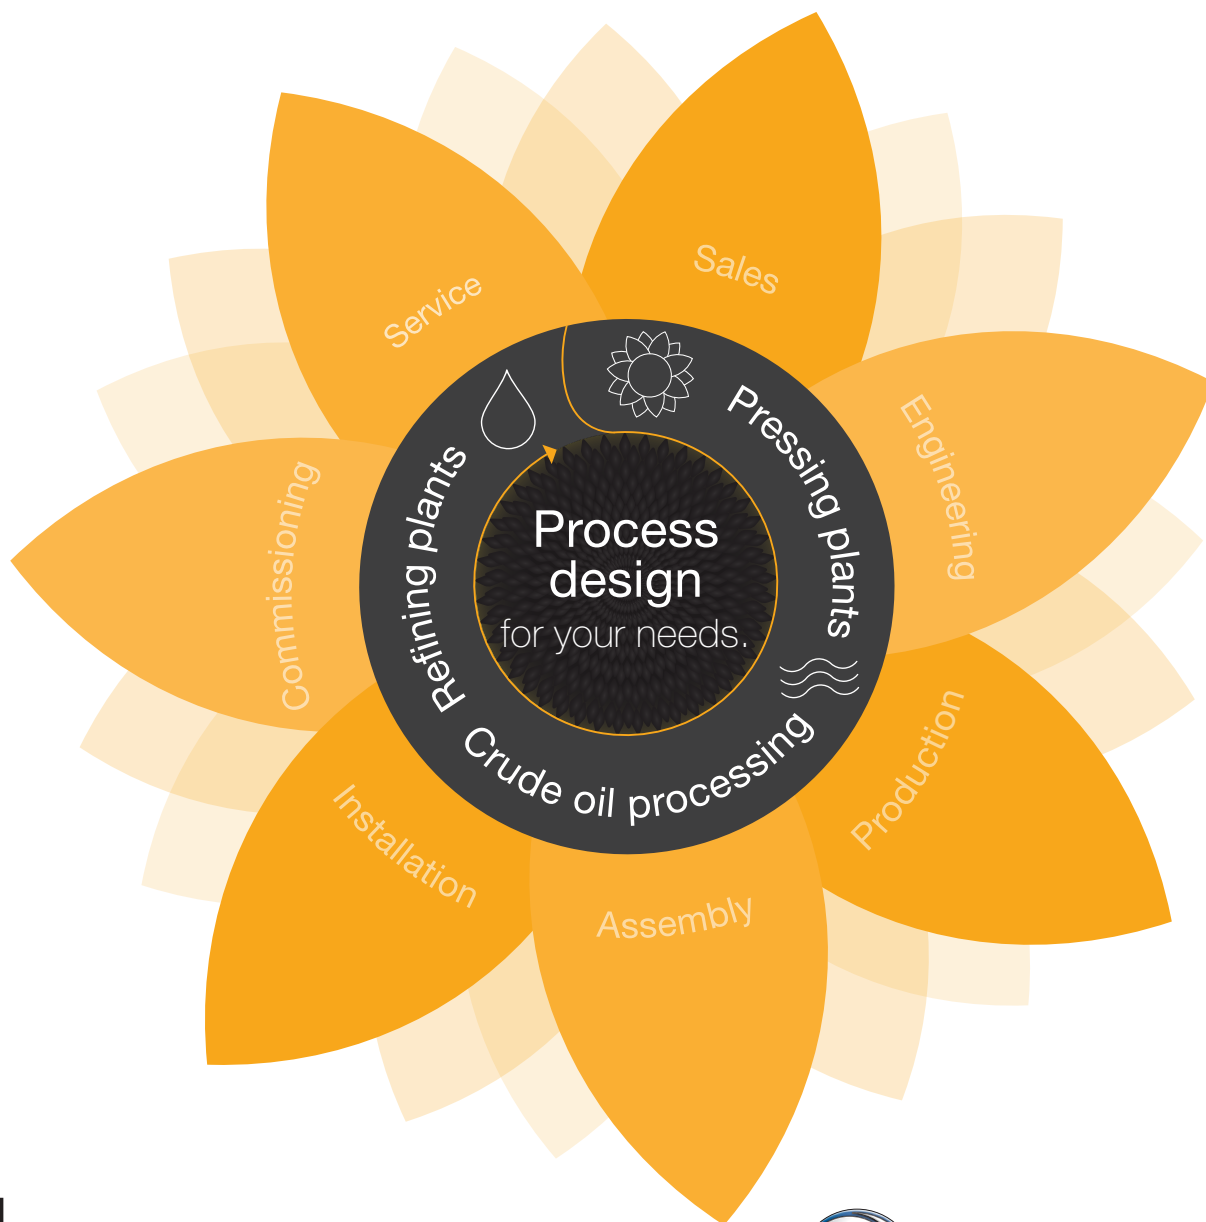 Sales
Engineering
Production
Assembly
Installation
Commissioning
Service
Pressing plants
Crude oil processing
Refining plants
Process
design
for your needs.